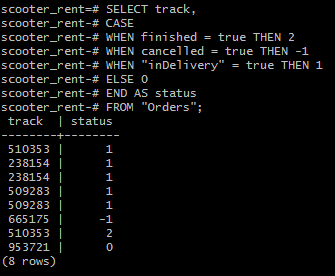 scooter_rent=# SELECT track,
scooter_rent-# CASE
scooter_rent-# WHEN finished = true THEN 2
scooter_rent-# WHEN cancelled = true THEN -1
scooter_rent-# WHEN "inDelivery" = true THEN 1
scooter_rent-# ELSE 0
scooter_rent-# END AS status
scooter_rent-# FROM "Orders";
 track  | status
--------+--------
 510353 |      1
 238154 |      1
 238154 |      1
 509283 |      1
 509283 |      1
 665175 |     -1
 510353 |      2
 953721 |      0
(8 rows)